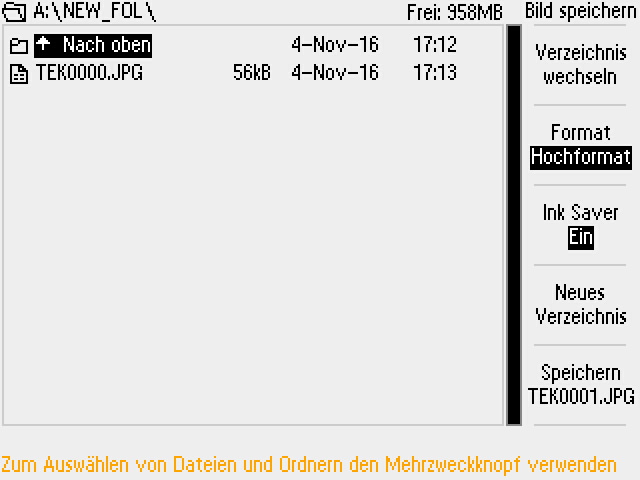 A:\NEW_FOL\ Frei: 958MB Bild speichern
Nach oben 4-Nov-16 17:12
TEK0000.JPG 56kB 4-Nov-16 17:13
Verzeichnis
wechseln
Format
Hochformat
Ink Saver
Ein
Neues
Verzeichnis
Speichern
TEK0001.JPG
Zum Auswählen von Dateien und Ordnern den Mehrzweckknopf verwenden